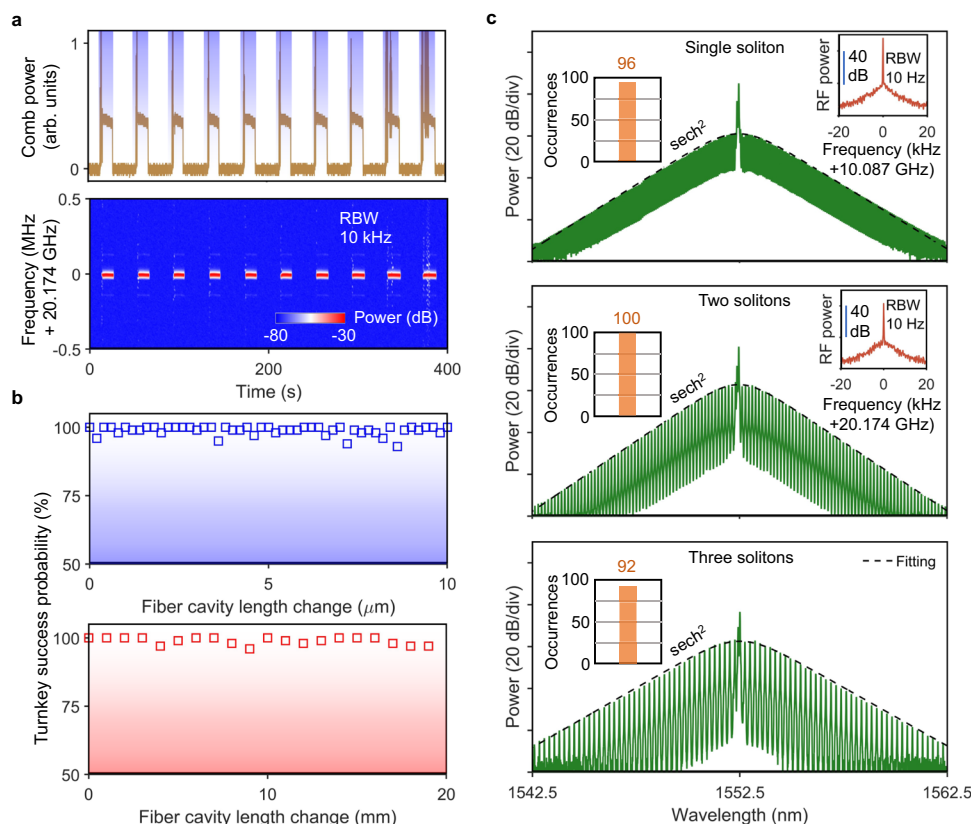 a
Comb power
(arb. units)
1
0
Frequency (MHz
+ 20.174 GHz)
0.5
0
-0.5
RBW
10 kHz
Power (dB)
-80
-30
0
200
400
Time (s)
b
Turnkey success probability (%)
100
75
50
0
5
10
Fiber cavity length change (μm)
100
75
50
0
10
20
Fiber cavity length change (mm)
c
Single soliton
Power (20 dB/div)
96
Occurrences
100
50
0
sech²
RF power
40
dB
RBW
10 Hz
-20
0
20
Frequency (kHz
+10.087 GHz)
Two solitons
Power (20 dB/div)
100
Occurrences
100
50
0
sech²
RF power
40
dB
RBW
10 Hz
-20
0
20
Frequency (kHz
+20.174 GHz)
Three solitons
Power (20 dB/div)
92
Occurrences
100
50
0
sech²
Fitting
1542.5
1552.5
1562.5
Wavelength (nm)